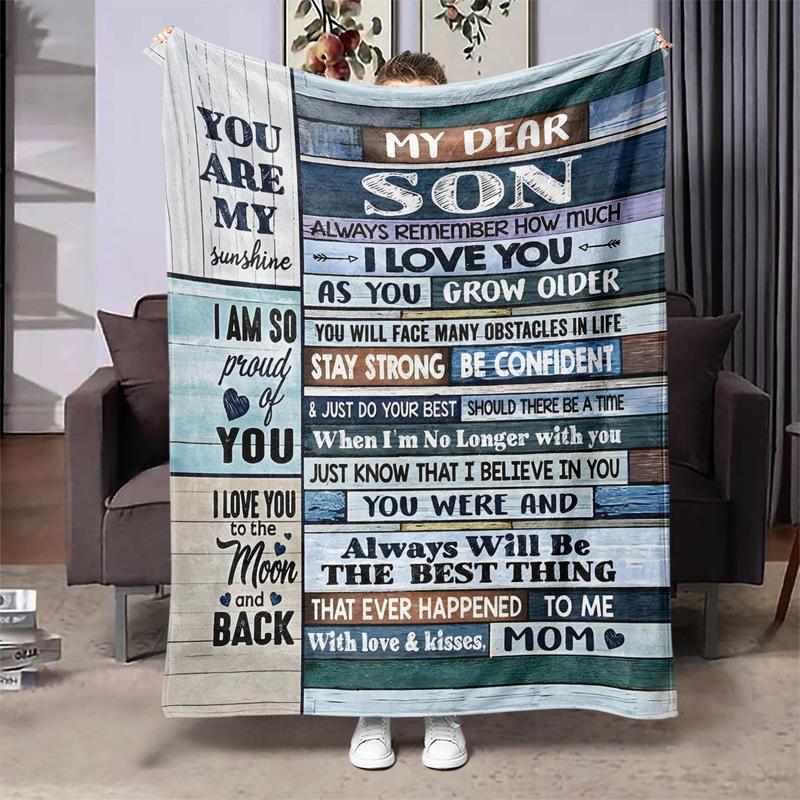 YOU
ARE
MY
sunshine
I AM SO
proud
of
YOU
I LOVE YOU
to the
Moon
and
BACK
MY DEAR
SON
ALWAYS REMEMBER HOW MUCH
I LOVE YOU
AS YOU GROW OLDER
YOU WILL FACE MANY OBSTACLES IN LIFE
STAY STRONG BE CONFIDENT
& JUST DO YOUR BEST SHOULD THERE BE A TIME
When I'm No Longer with you
JUST KNOW THAT I BELIEVE IN YOU
YOU WERE AND
Always Will Be
THE BEST THING
THAT EVER HAPPENED TO ME
With love & kisses, MOM